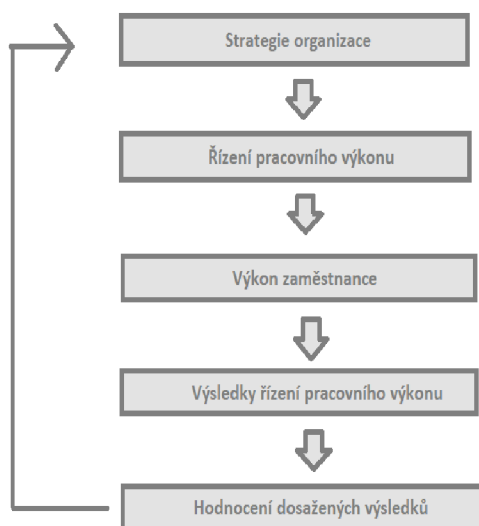 Strategie organizace
Řízení pracovního výkonu
Výkon zaměstnance
Výsledky řízení pracovního výkonu
Hodnocení dosažených výsledků